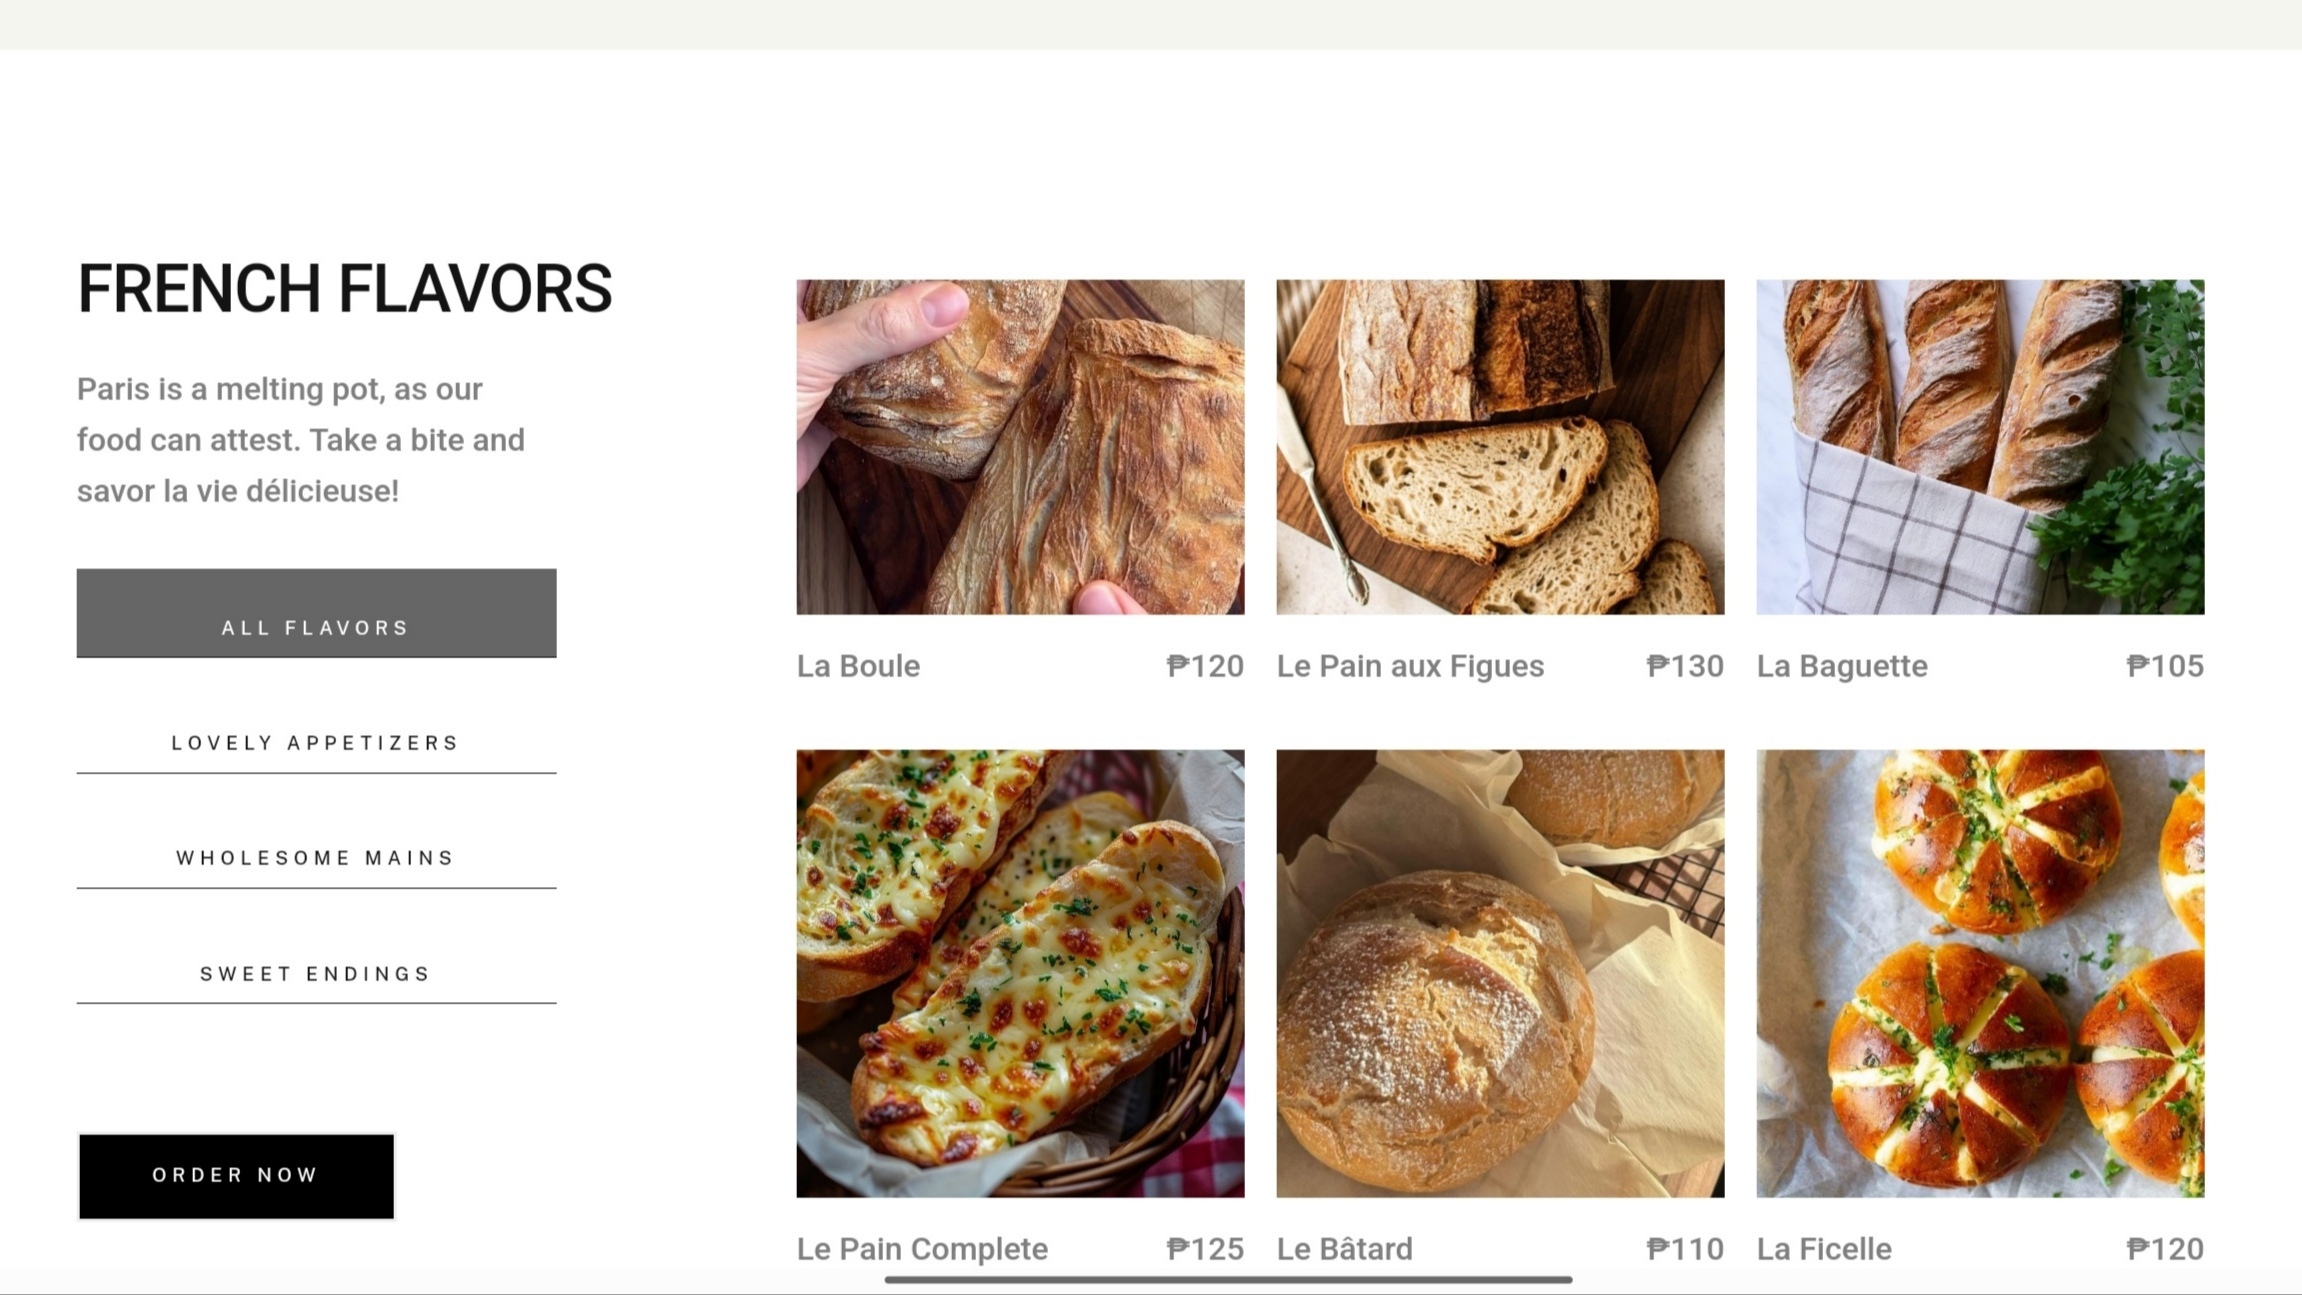 FRENCH FLAVORS
Paris is a melting pot, as our
food can attest. Take a bite and
savor la vie délicieuse!
ALL FLAVORS
LOVELY APPETIZERS
WHOLESOME MAINS
SWEET ENDINGS
ORDER NOW
La Boule ₱120
Le Pain aux Figues ₱130
La Baguette ₱105
Le Pain Complete ₱125
Le Bâtard ₱110
La Ficelle ₱120